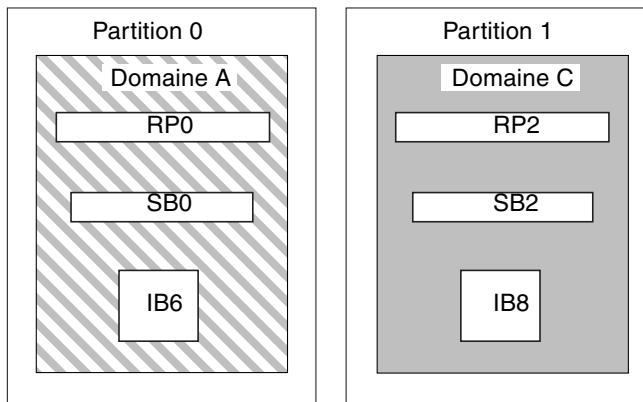 Partition 0
Domaine A
RP0
SB0
IB6
Partition 1
Domaine C
RP2
SB2
IB8